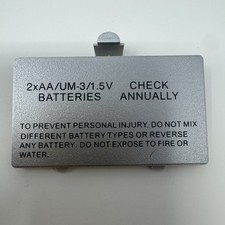 2xAA/UM-3/1.5V CHECK
BATTERIES ANNUALLY
TO PREVENT PERSONAL INJURY, DO NOT MIX
DIFFERENT BATTERY TYPES OR REVERSE
ANY BATTERY. DO NOT EXPOSE TO FIRE OR
WATER.